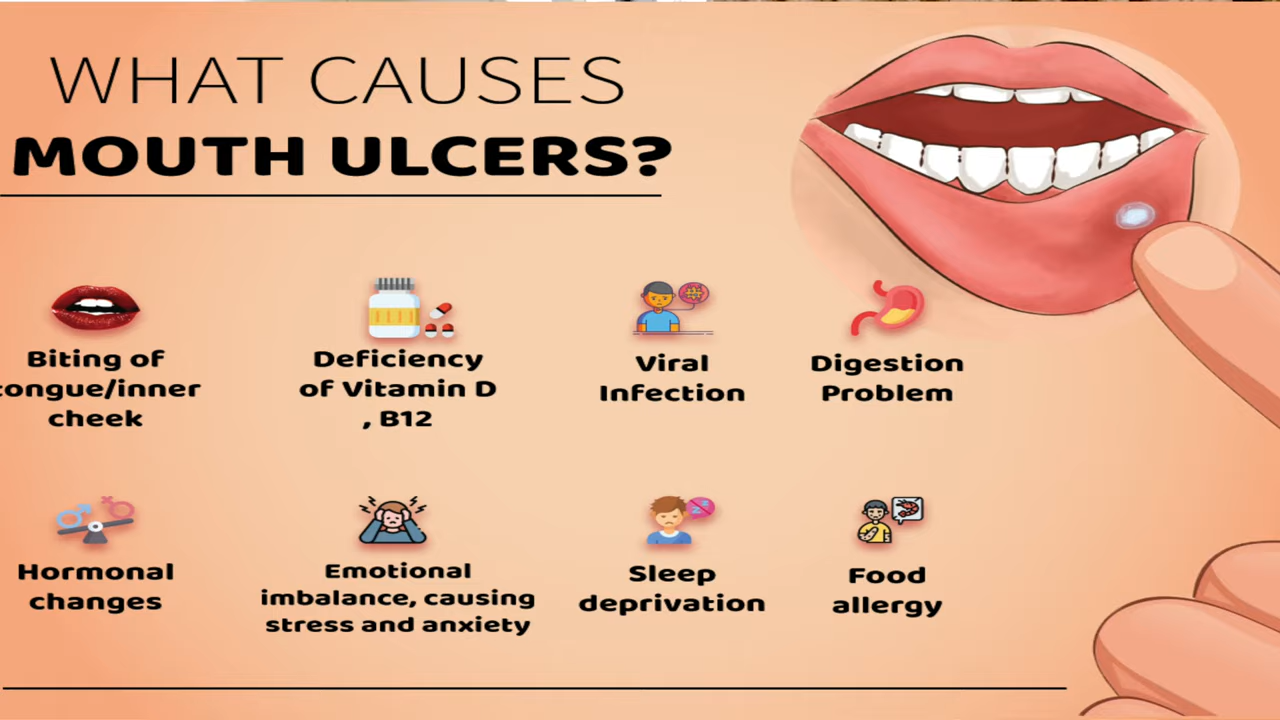 WHAT CAUSES
MOUTH ULCERS?
Biting of
tongue/inner
cheek
Deficiency
of Vitamin D
, B12
Viral
Infection
Digestion
Problem
Hormonal
changes
Emotional
imbalance, causing
stress and anxiety
Sleep
deprivation
Food
allergy